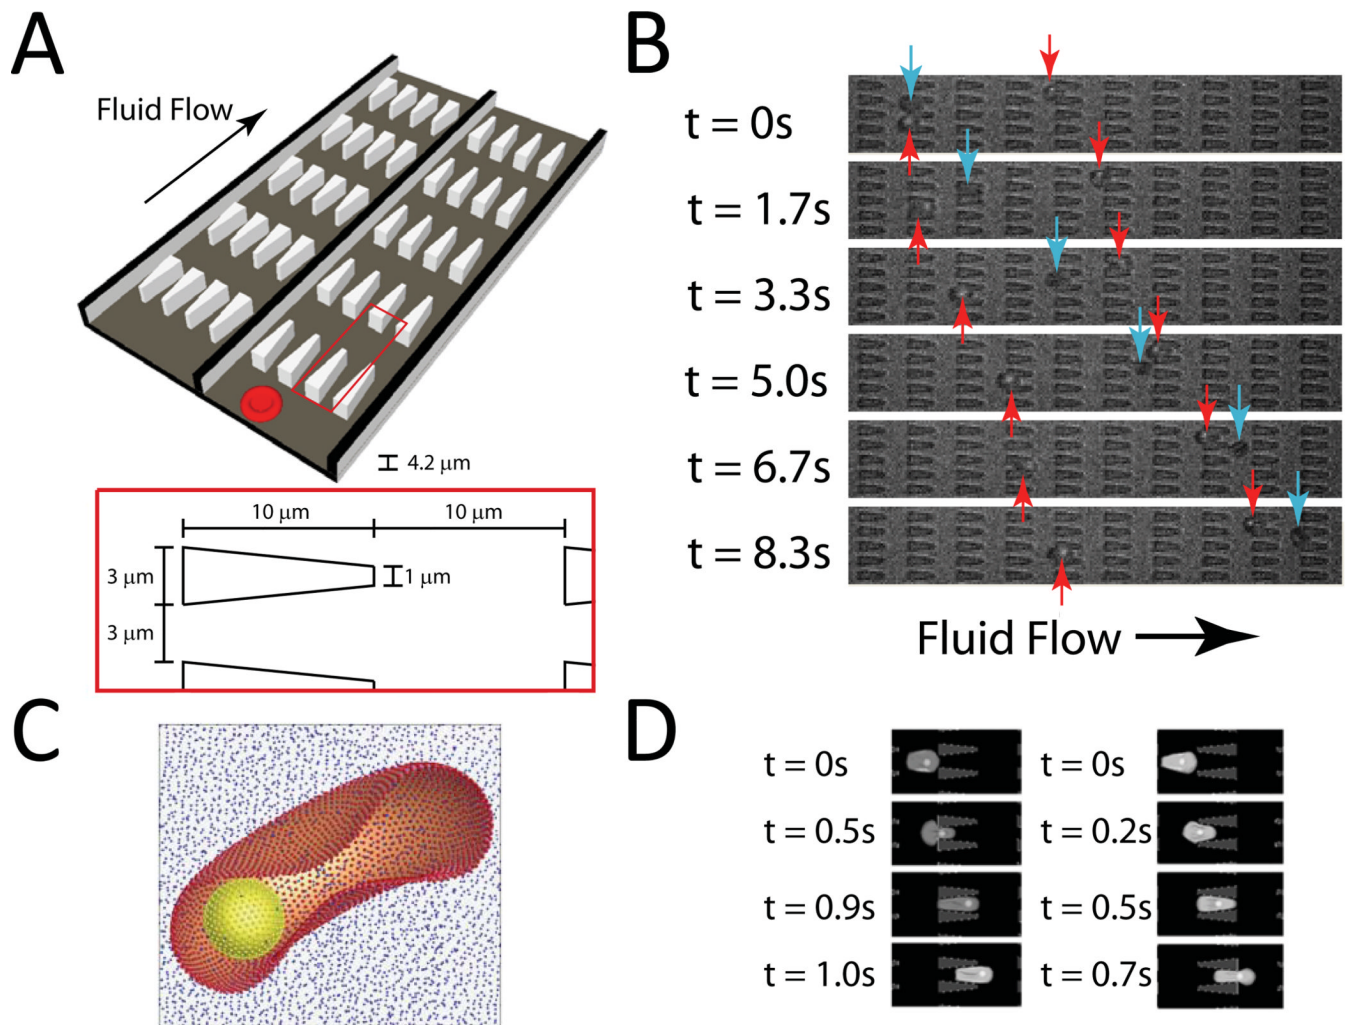 A
Fluid Flow
4.2 μm
10 μm
10 μm
3 μm
1 μm
3 μm
B
t = 0s
t = 1.7s
t = 3.3s
t = 5.0s
t = 6.7s
t = 8.3s
Fluid Flow
C
D
t = 0s
t = 0s
t = 0.5s
t = 0.2s
t = 0.9s
t = 0.5s
t = 1.0s
t = 0.7s